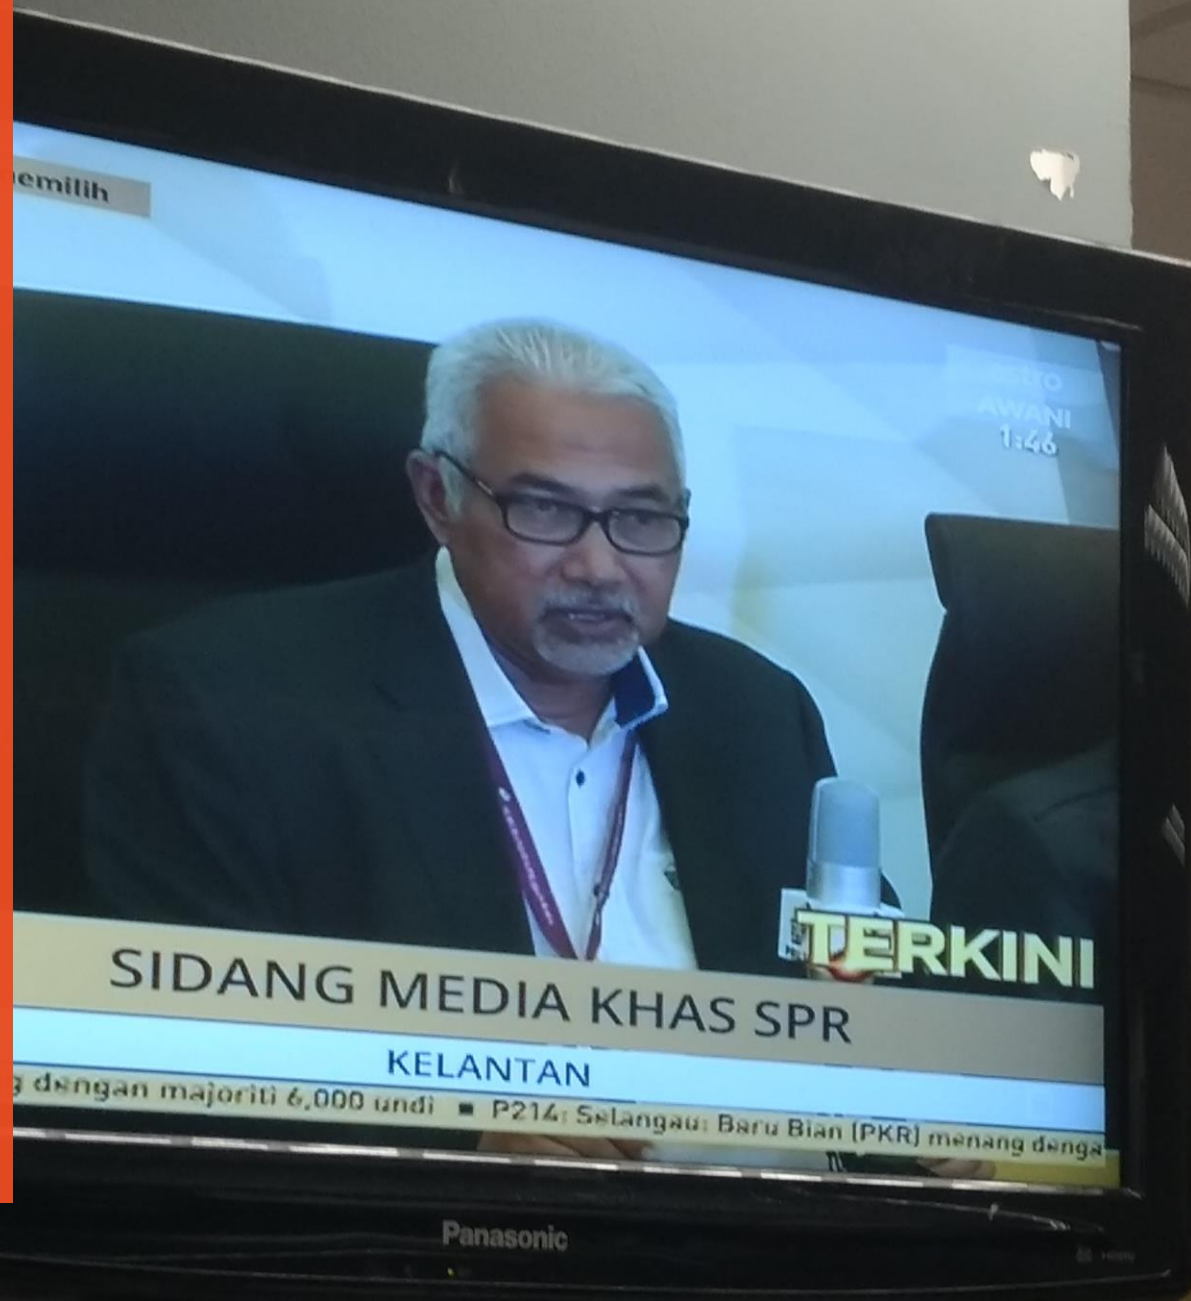 emilih
astro
AWANI
1:46
TERKINI
SIDANG MEDIA KHAS SPR
KELANTAN
g dengan majoriti 6,000 undi ■ P214: Selangau: Baru Bian (PKR) menang denga
Panasonic